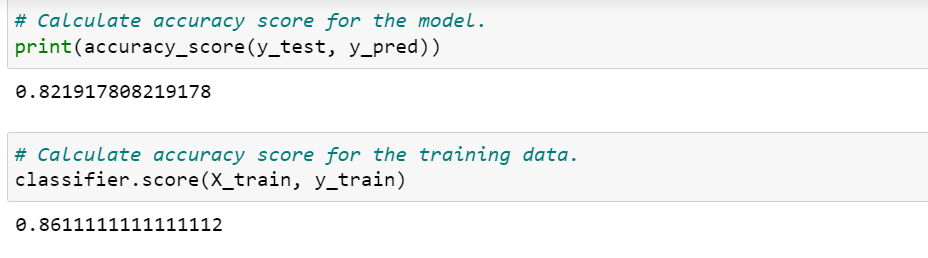 # Calculate accuracy score for the model.
print(accuracy_score(y_test, y_pred))
0.821917808219178
# Calculate accuracy score for the training data.
classifier.score(X_train, y_train)
0.8611111111111112